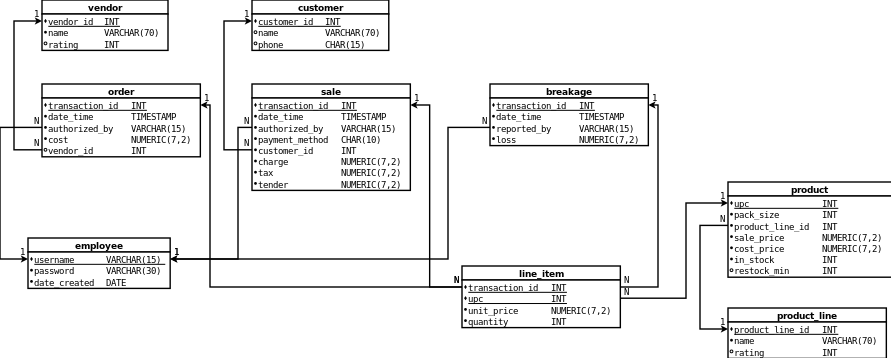 vendor
vendor_id INT
name VARCHAR(70)
rating INT
customer
customer_id INT
name VARCHAR(70)
phone CHAR(15)
order
transaction_id INT
date_time TIMESTAMP
authorized_by VARCHAR(15)
cost NUMERIC(7,2)
vendor_id INT
sale
transaction_id INT
date_time TIMESTAMP
authorized_by VARCHAR(15)
payment_method CHAR(10)
customer_id INT
charge NUMERIC(7,2)
tax NUMERIC(7,2)
tender NUMERIC(7,2)
breakage
transaction_id INT
date_time TIMESTAMP
reported_by VARCHAR(15)
loss NUMERIC(7,2)
product
upc INT
pack_size INT
product_line_id INT
sale_price NUMERIC(7,2)
cost_price NUMERIC(7,2)
in_stock INT
restock_min INT
employee
username VARCHAR(15)
password VARCHAR(30)
date_created DATE
line_item
transaction_id INT
upc INT
unit_price NUMERIC(7,2)
quantity INT
product_line
product_line_id INT
name VARCHAR(70)
rating INT
1
1
1
1
1
N
N
N
N
N
1
1
N
1
N
N
N
1